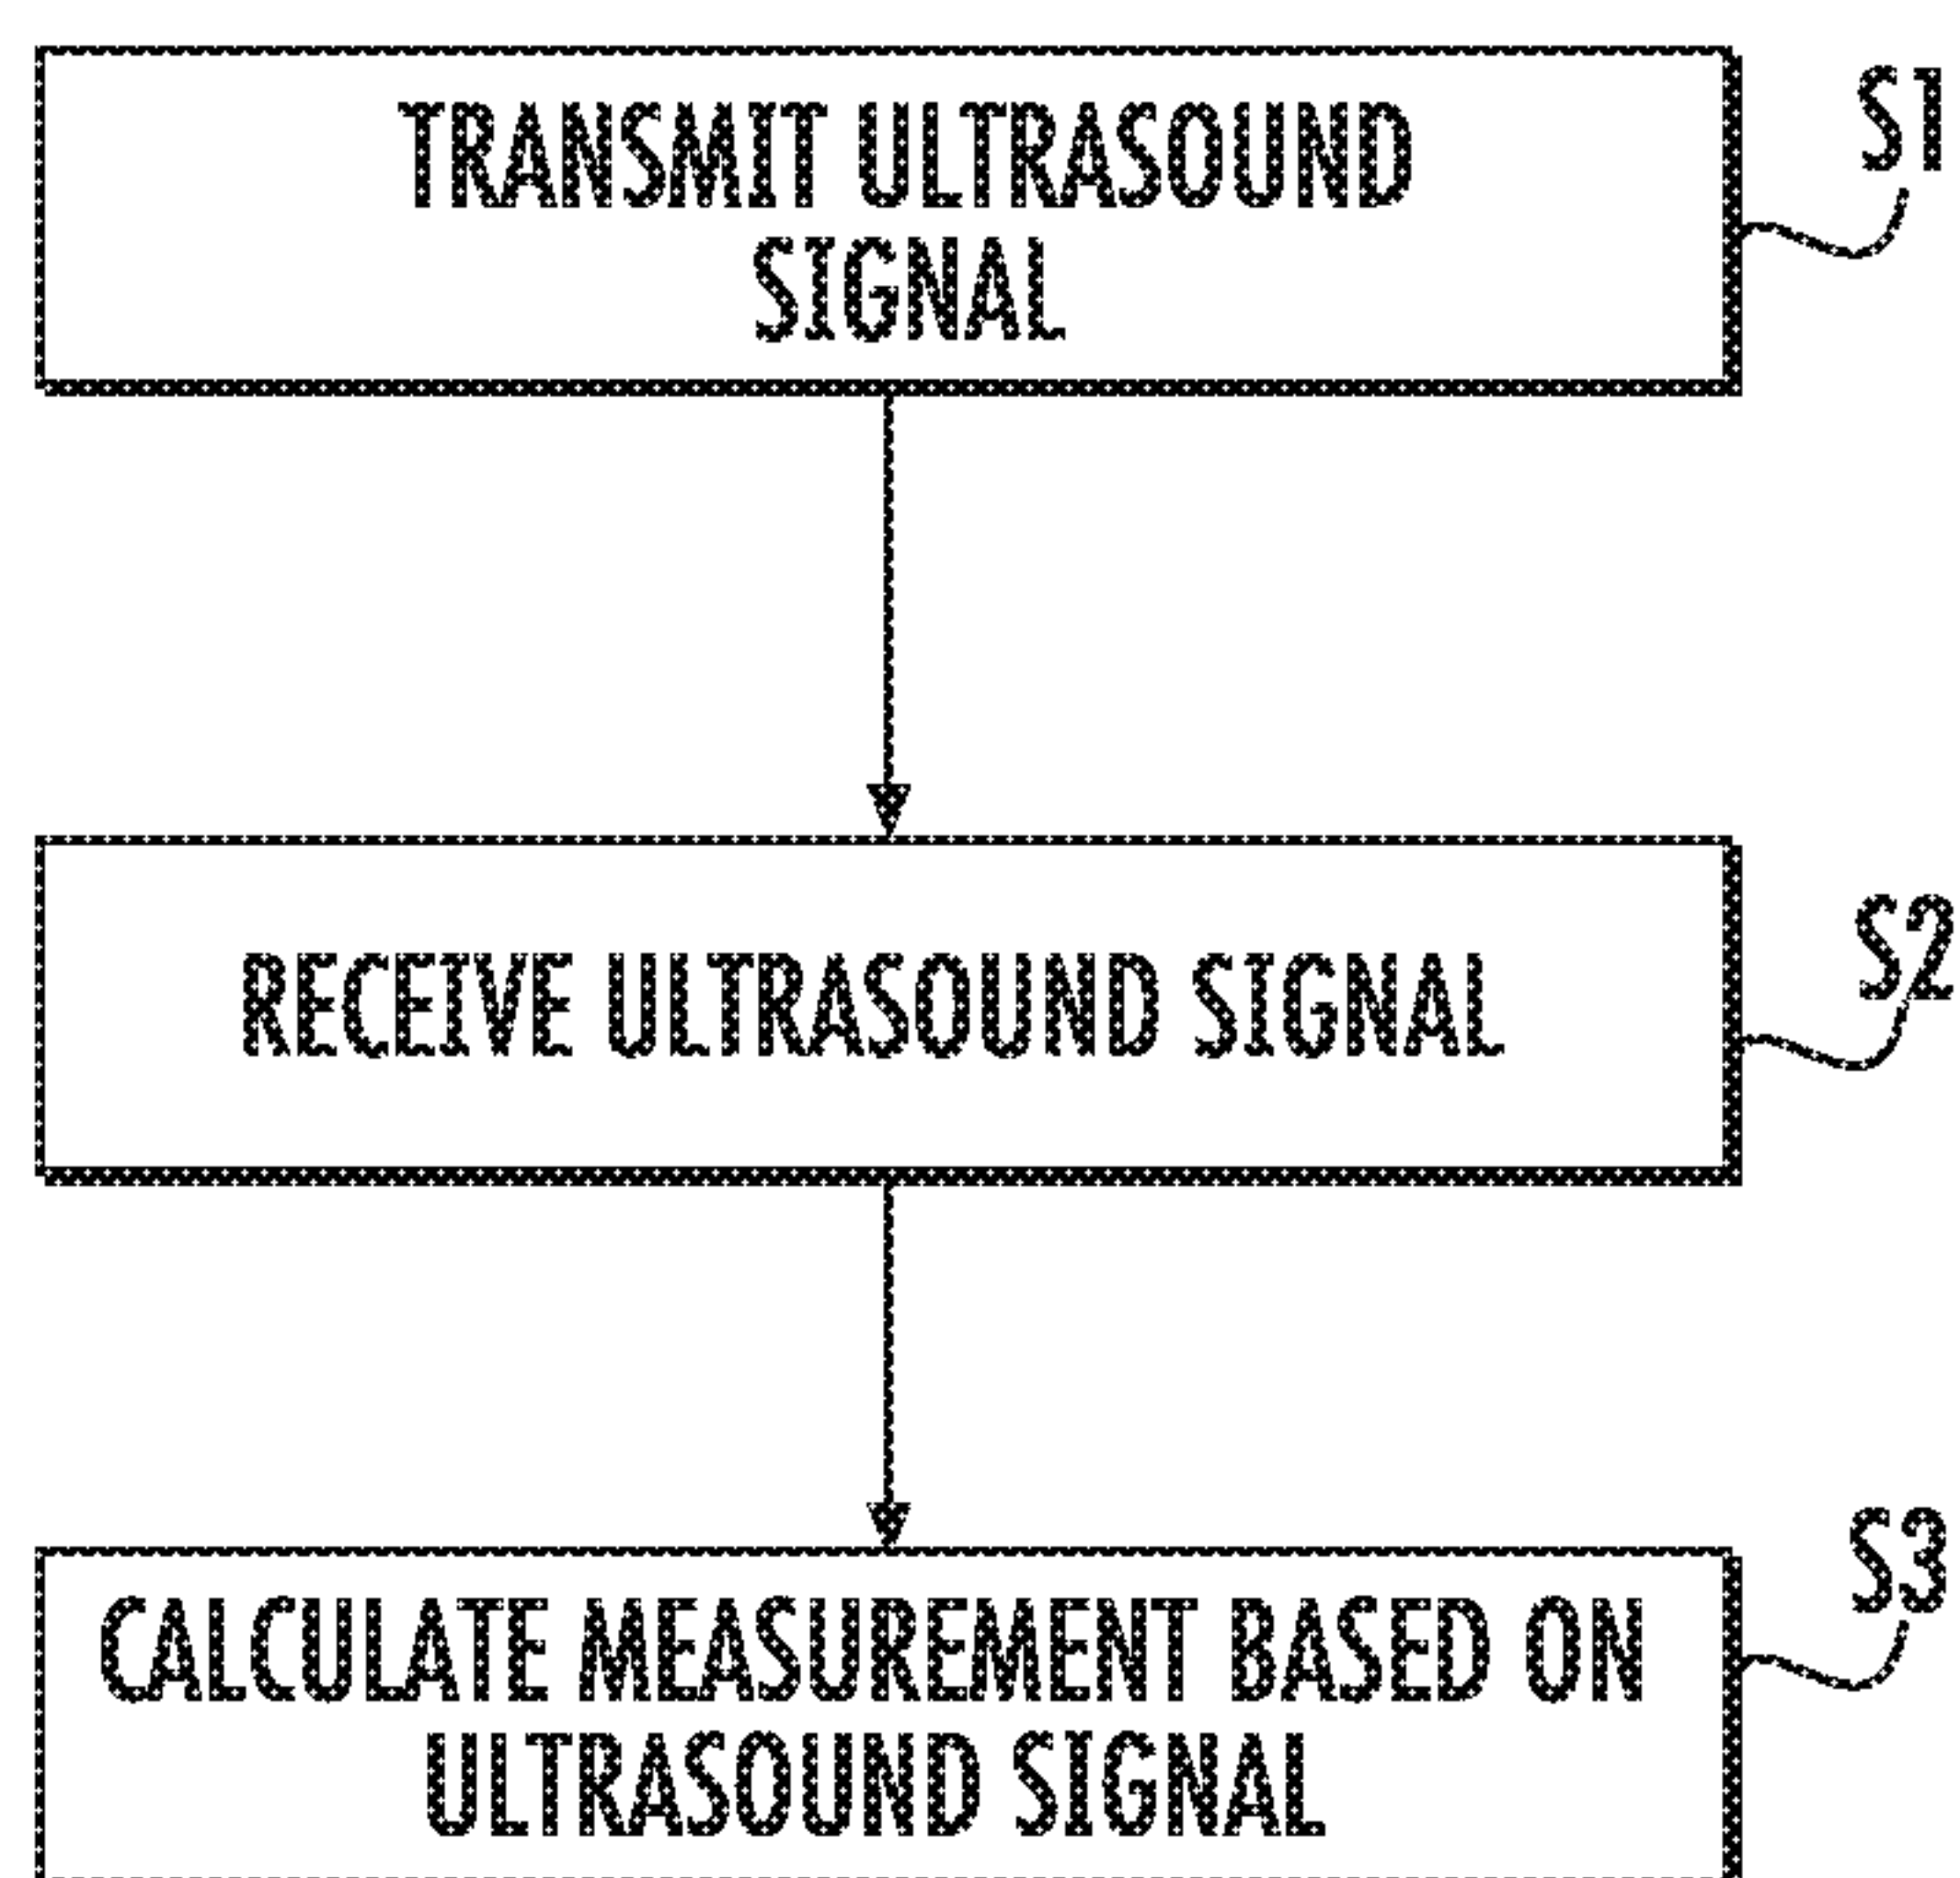 TRANSMIT ULTRASOUND
SIGNAL
S1
RECEIVE ULTRASOUND SIGNAL
S2
CALCULATE MEASUREMENT BASED ON
ULTRASOUND SIGNAL
S3